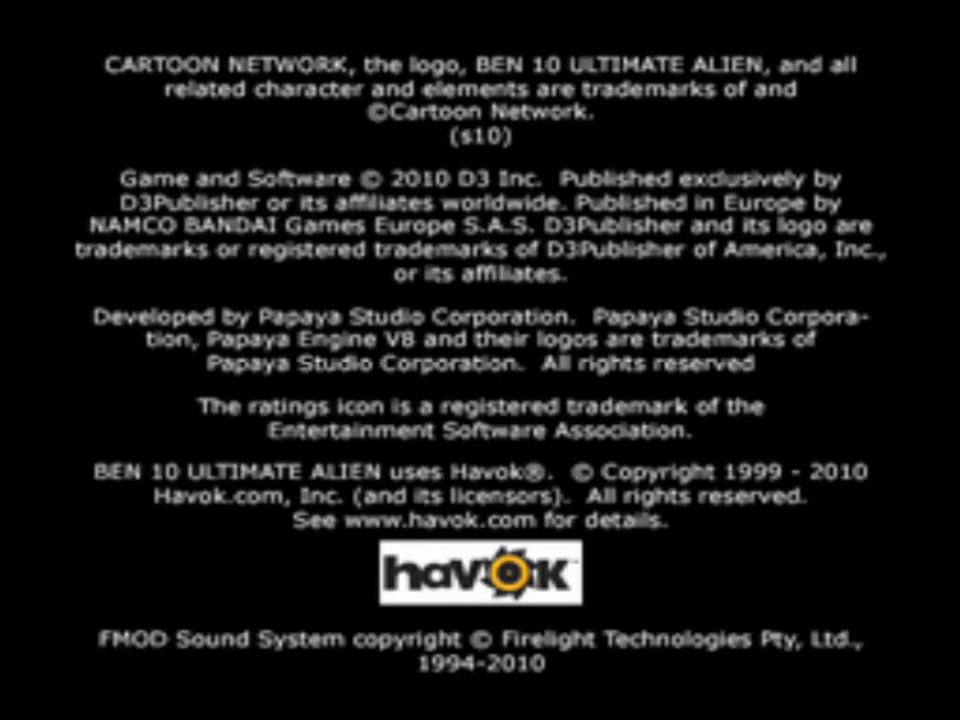 CARTOON NETWORK, the logo, BEN 10 ULTIMATE ALIEN, and all
related character and elements are trademarks of and
©Cartoon Network.
(s10)
Game and Software © 2010 D3 Inc.  Published exclusively by
D3Publisher or its affiliates worldwide. Published in Europe by
NAMCO BANDAI Games Europe S.A.S. D3Publisher and its logo are
trademarks or registered trademarks of D3Publisher of America, Inc.,
or its affiliates.
Developed by Papaya Studio Corporation.  Papaya Studio Corpora-
tion, Papaya Engine V8 and their logos are trademarks of
Papaya Studio Corporation.  All rights reserved
The ratings icon is a registered trademark of the
Entertainment Software Association.
BEN 10 ULTIMATE ALIEN uses Havok®.  © Copyright 1999 - 2010
Havok.com, Inc. (and its licensors).  All rights reserved.
See www.havok.com for details.
havok
FMOD Sound System copyright © Firelight Technologies Pty, Ltd.,
1994-2010